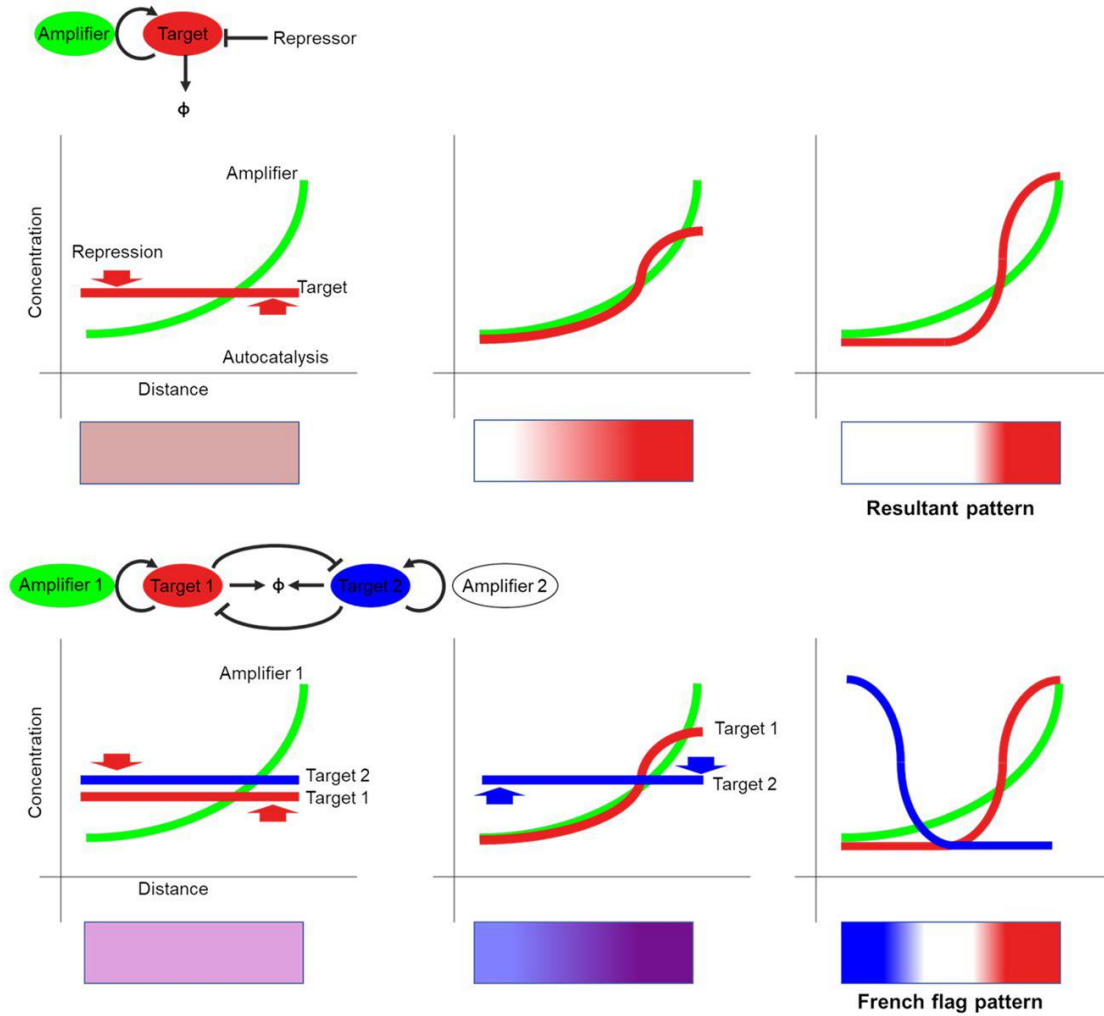 Amplifier
Target
Repressor
ϕ
Amplifier
Repression
Target
Autocatalysis
Concentration
Distance
Resultant pattern
Amplifier 1
Target 1
ϕ
Target 2
Amplifier 2
Amplifier 1
Target 2
Target 1
Concentration
Distance
Target 1
Target 2
French flag pattern